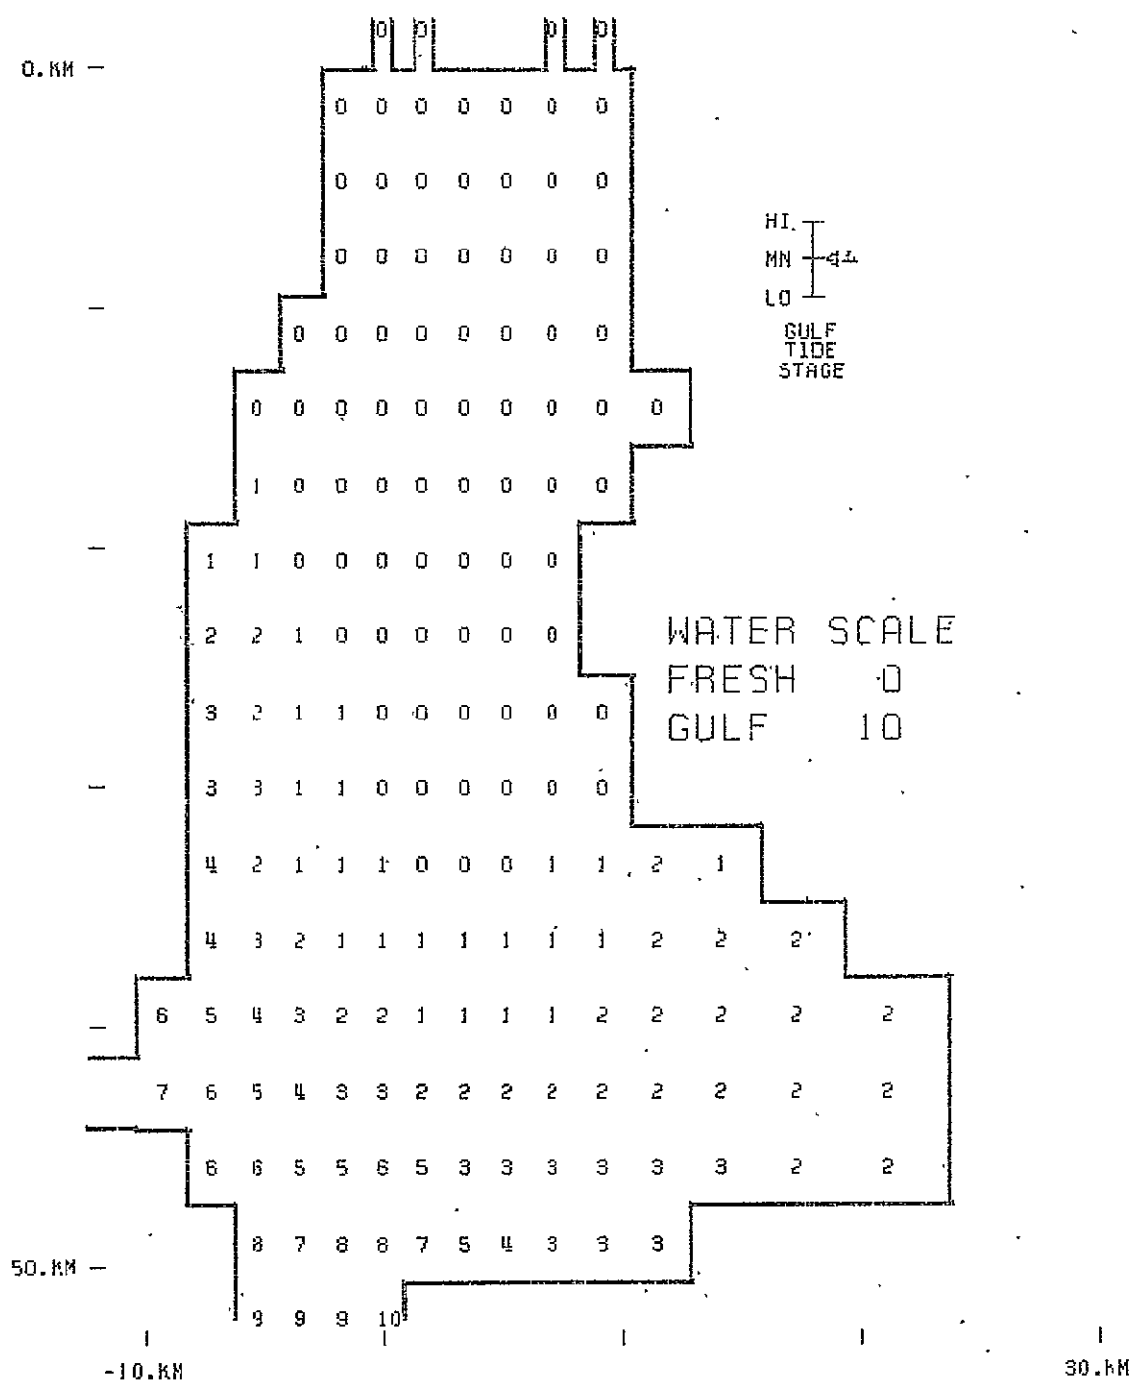 0 0 0 0
0.KM
0 0 0 0 0 0 0
0 0 0 0 0 0 0
HI
0 0 0 0 0 0 0
MN
LO
0 0 0 0 0 0 0 0
GULF
TIDE
STAGE
0 0 0 0 0 0 0 0 0 0
1 0 0 0 0 0 0 0 0
1 1 0 0 0 0 0 0 0
2 2 1 0 0 0 0 0 0
WATER SCALE
FRESH 0
3 2 1 1 0 0 0 0 0 0
GULF 10
3 3 1 1 0 0 0 0 0 0
4 2 1 1 1 0 0 0 1 1 2 1
4 3 2 1 1 1 1 1 1 1 2 2 2
6 5 4 3 2 2 1 1 1 1 2 2 2 2 2
7 6 5 4 3 3 2 2 2 2 2 2 2 2 2
6 6 5 5 6 5 3 3 3 3 3 3 2 2
8 7 8 8 7 5 4 3 3 3
50.KM
9 9 9 10
-10.KM 30.KM